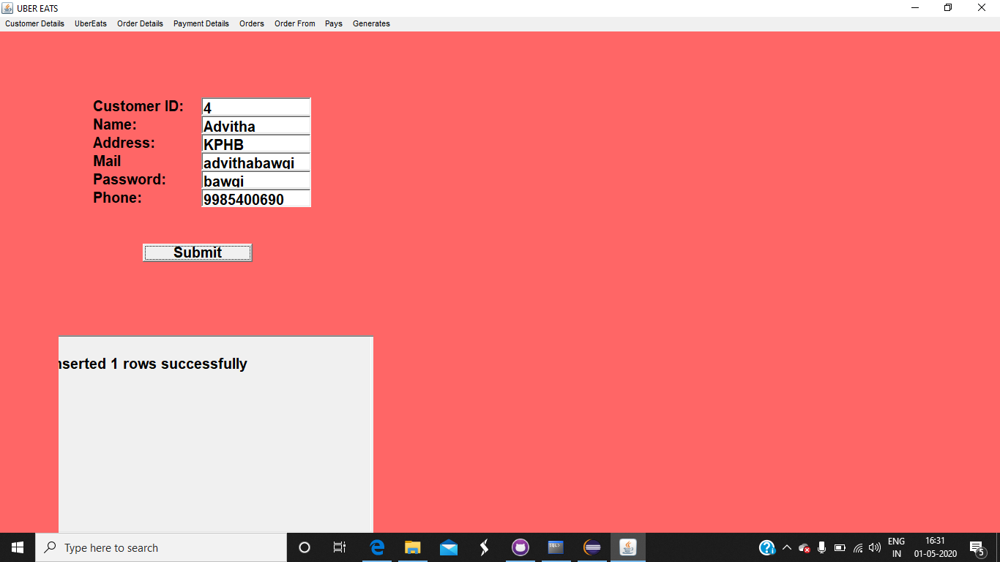 UBER EATS
Customer Details UberEats Order Details Payment Details Orders Order From Pays Generates
Customer ID: 4
Name: Advitha
Address: KPHB
Mail advithabawgi
Password: bawgi
Phone: 9985400690
Submit
nserted 1 rows successfully
Type here to search
SQL>
ENG 16:31
IN 01-05-2020
5